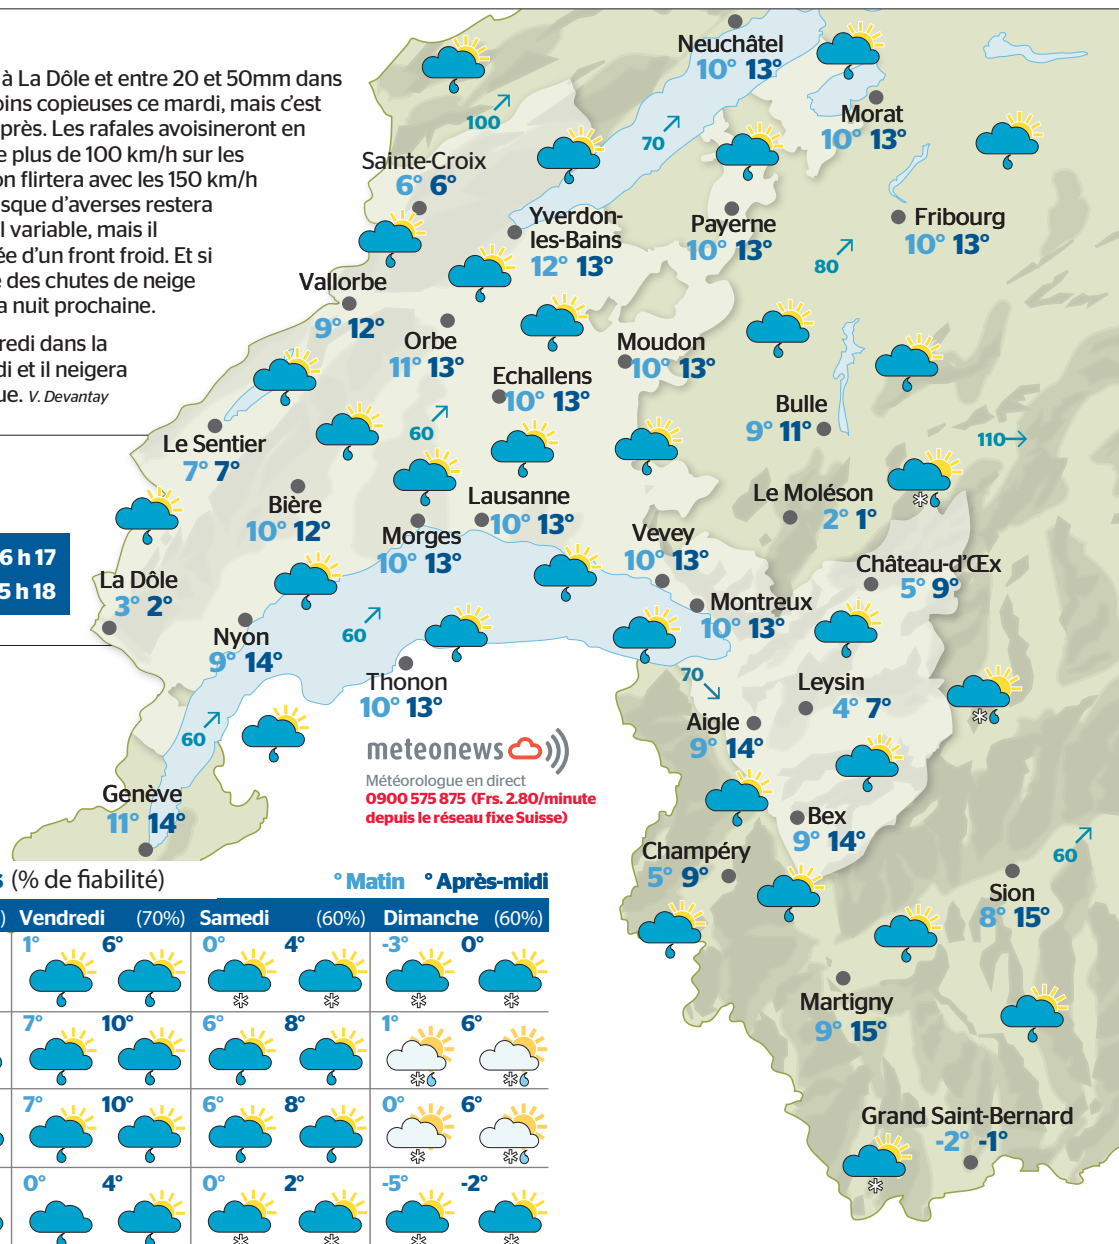 à La Dôle et entre 20 et 50mm dans
oins copieuses ce mardi, mais c'est
près. Les rafales avoisineront en
e plus de 100 km/h sur les
on flirtera avec les 150 km/h
sque d'averses restera
l variable, mais il
ée d'un front froid. Et si
e des chutes de neige
a nuit prochaine.
redi dans la
di et il neigera
ue. V. Devantay
6 h 17
5 h 18
Neuchâtel
10° 13°
100
70
Morat
10° 13°
Sainte-Croix
6° 6°
Yverdon-
les-Bains
12° 13°
Payerne
10° 13°
Fribourg
10° 13°
80
Vallorbe
9° 12°
Orbe
11° 13°
Moudon
10° 13°
Echallens
10° 13°
Bulle
9° 11°
60
110
Le Sentier
7° 7°
Bière
10° 12°
Lausanne
10° 13°
Le Moléson
2° 1°
Morges
10° 13°
Vevey
10° 13°
Château-d'Œx
5° 9°
La Dôle
3° 2°
Montreux
10° 13°
60
Nyon
9° 14°
Thonon
10° 13°
70
Leysin
4° 7°
Aigle
9° 14°
60
meteonews
Météorologue en direct
0900 575 875 (Frs. 2.80/minute
depuis le réseau fixe Suisse)
Genève
11° 14°
Bex
9° 14°
60
Champéry
5° 9°
Sion
8° 15°
Martigny
9° 15°
Grand Saint-Bernard
-2° -1°
s (% de fiabilité)
° Matin ° Après-midi
) Vendredi (70%) Samedi (60%) Dimanche (60%)
1° 6° 0° 4° -3° 0°
7° 10° 6° 8° 1° 6°
7° 10° 6° 8° 0° 6°
0° 4° 0° 2° -5° -2°